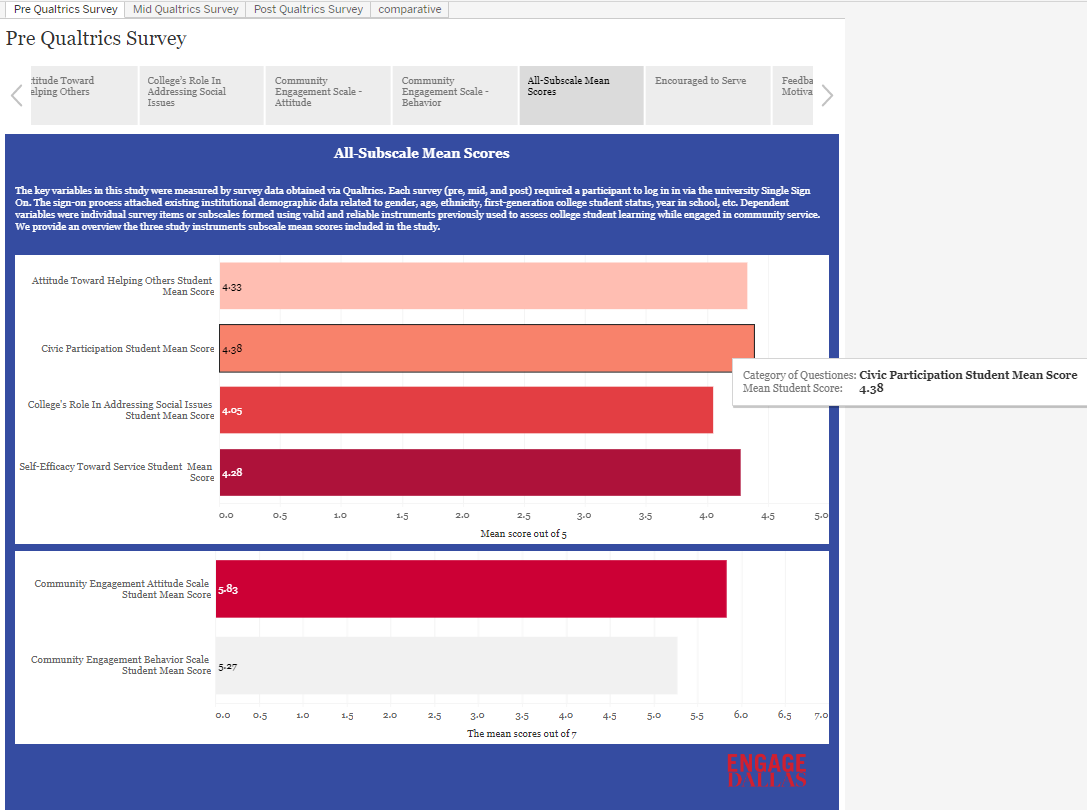 Pre Qualtrics Survey
Mid Qualtrics Survey
Post Qualtrics Survey
comparative
Pre Qualtrics Survey
titude Toward
elping Others
College's Role In
Addressing Social
Issues
Community
Engagement Scale -
Attitude
Community
Engagement Scale -
Behavior
All-Subscale Mean
Scores
Encouraged to Serve
Feedba
Motiva
All-Subscale Mean Scores
The key variables in this study were measured by survey data obtained via Qualtrics. Each survey (pre, mid, and post) required a participant to log in in via the university Single Sign
On. The sign-on process attached existing institutional demographic data related to gender, age, ethnicity, first-generation college student status, year in school, etc. Dependent
variables were individual survey items or subscales formed using valid and reliable instruments previously used to assess college student learning while engaged in community service.
We provide an overview the three study instruments subscale mean scores included in the study.
Attitude Toward Helping Others Student
Mean Score
4.33
Civic Participation Student Mean Score
4.38
Category of Questiones: Civic Participation Student Mean Score
Mean Student Score: 4.38
College's Role In Addressing Social Issues
Student Mean Score
4.05
Self-Efficacy Toward Service Student Mean
Score
4.28
0.0 0.5 1.0 1.5 2.0 2.5 3.0 3.5 4.0 4.5 5.0
Mean score out of 5
Community Engagement Attitude Scale
Student Mean Score
5.83
Community Engagement Behavior Scale
Student Mean Score
5.27
0.0 0.5 1.0 1.5 2.0 2.5 3.0 3.5 4.0 4.5 5.0 5.5 6.0 6.5 7.0
The mean scores out of 7
ENGAGE
DALLAS